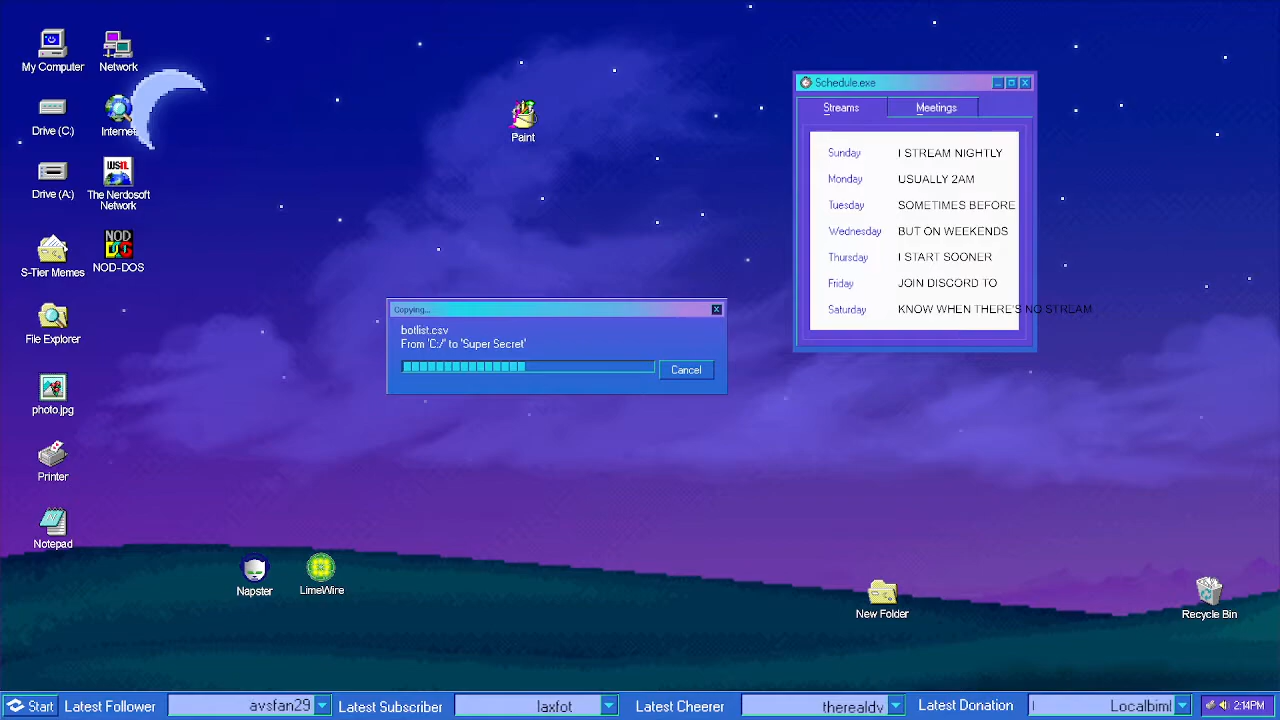 My Computer
Network
Drive (C:)
Internet
Drive (A:)
The Nerdosoft
Network
S-Tier Memes
NOD
NOD-DOS
File Explorer
photo.jpg
Printer
Notepad
Napster
LimeWire
Paint
Copying...
botlist.csv
From 'C:/' to 'Super Secret'
Cancel
Schedule.exe
Streams Meetings
Sunday I STREAM NIGHTLY
Monday USUALLY 2AM
Tuesday SOMETIMES BEFORE
Wednesday BUT ON WEEKENDS
Thursday I START SOONER
Friday JOIN DISCORD TO
Saturday KNOW WHEN THERE'S NO STREAM
New Folder
Recycle Bin
Start Latest Follower avsfan29 Latest Subscriber laxfot Latest Cheerer therealdv Latest Donation Localbiml 2:14PM